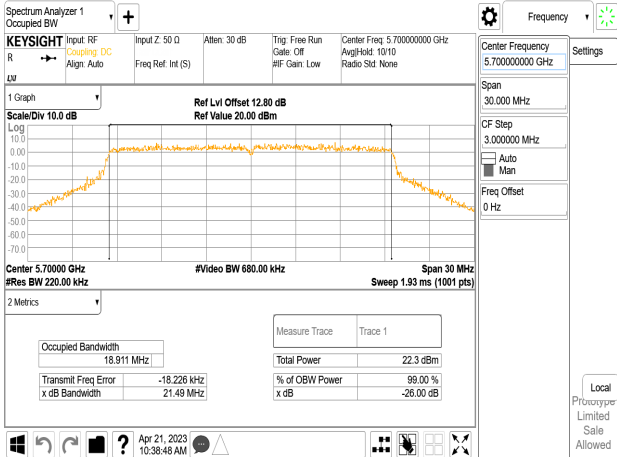 Spectrum Analyzer 1
Occupied BW
Frequency
KEYSIGHT
R
LXI
Input: RF
Coupling: DC
Align: Auto
Input Z: 50 Ω
Freq Ref: Int (S)
Atten: 30 dB
Trig: Free Run
Gate: Off
#IF Gain: Low
Center Freq: 5.700000000 GHz
Avg|Hold: 10/10
Radio Std: None
Center Frequency
5.700000000 GHz
Settings
Span
30.000 MHz
CF Step
3.000000 MHz
Auto
Man
Freq Offset
0 Hz
1 Graph
Scale/Div 10.0 dB
Ref Lvl Offset 12.80 dB
Ref Value 20.00 dBm
Log
10.0
0.00
-10.0
-20.0
-30.0
-40.0
-50.0
-60.0
-70.0
Center 5.70000 GHz
#Res BW 220.00 kHz
#Video BW 680.00 kHz
Span 30 MHz
Sweep 1.93 ms (1001 pts)
2 Metrics
Measure Trace Trace 1
Occupied Bandwidth
18.911 MHz
Total Power 22.3 dBm
Transmit Freq Error -18.226 kHz
x dB Bandwidth 21.49 MHz
% of OBW Power 99.00 %
x dB -26.00 dB
Local
Prototype
Limited
Sale
Allowed
?
Apr 21, 2023
10:38:48 AM